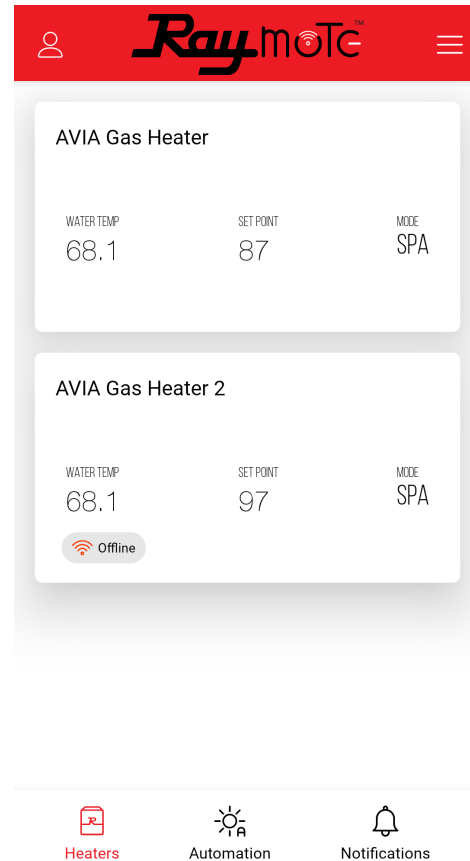 Raymote™
AVIA Gas Heater
WATER TEMP SET POINT MODE
68.1 87 SPA
AVIA Gas Heater 2
WATER TEMP SET POINT MODE
68.1 97 SPA
Offline
R A
Heaters Automation Notifications